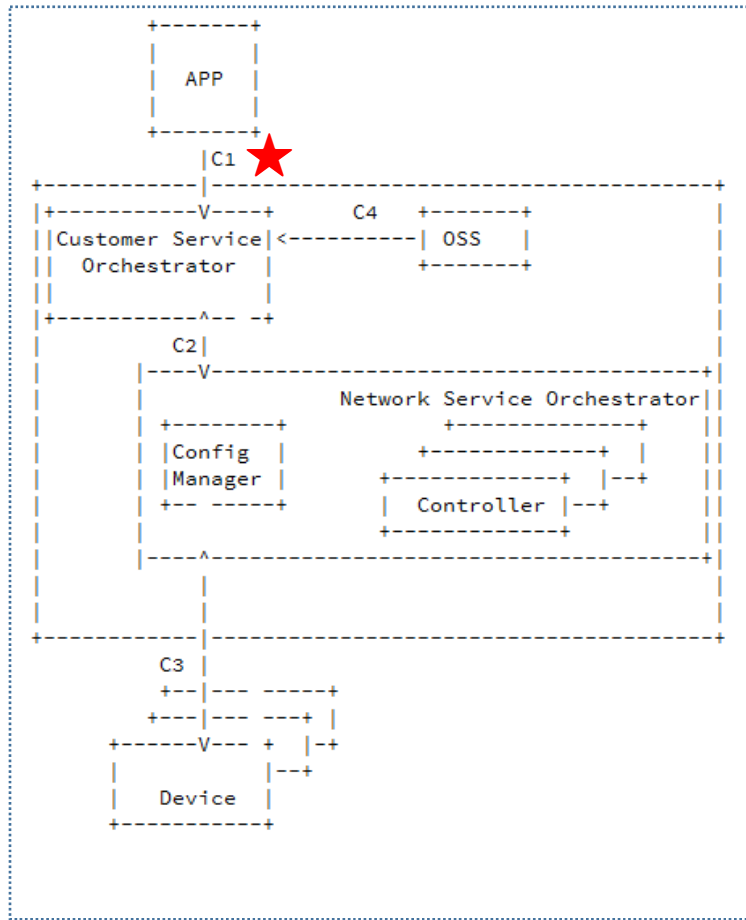 APP
C1
C4
Customer Service
OSS
Orchestrator
C2
Network Service Orchestrator
Config
Manager
Controller
C3
Device